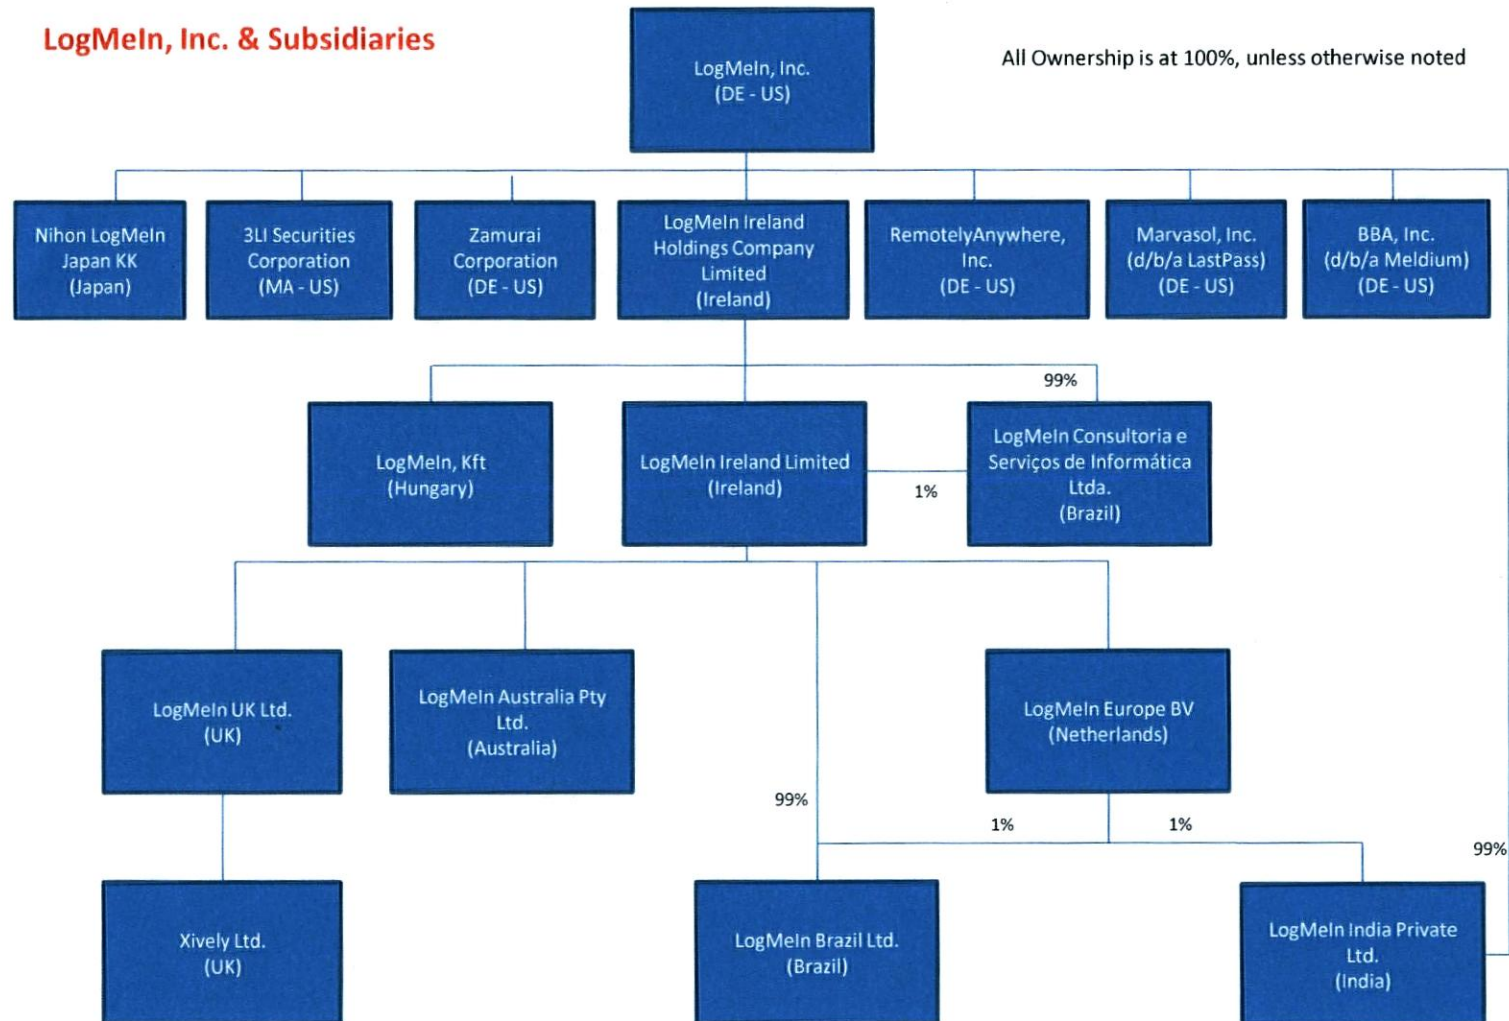 LogMeIn, Inc. & Subsidiaries
All Ownership is at 100%, unless otherwise noted
LogMeIn, Inc.
(DE - US)
Nihon LogMeIn
Japan KK
(Japan)
3LI Securities
Corporation
(MA - US)
Zamurai
Corporation
(DE - US)
LogMeIn Ireland
Holdings Company
Limited
(Ireland)
RemotelyAnywhere,
Inc.
(DE - US)
Marvasol, Inc.
(d/b/a LastPass)
(DE - US)
BBA, Inc.
(d/b/a Meldium)
(DE - US)
99%
LogMeIn, Kft
(Hungary)
LogMeIn Ireland Limited
(Ireland)
1%
LogMeIn Consultoria e
Serviços de Informática
Ltda.
(Brazil)
LogMeIn UK Ltd.
(UK)
LogMeIn Australia Pty
Ltd.
(Australia)
LogMeIn Europe BV
(Netherlands)
99%
1%
1%
99%
Xively Ltd.
(UK)
LogMeIn Brazil Ltd.
(Brazil)
LogMeIn India Private
Ltd.
(India)